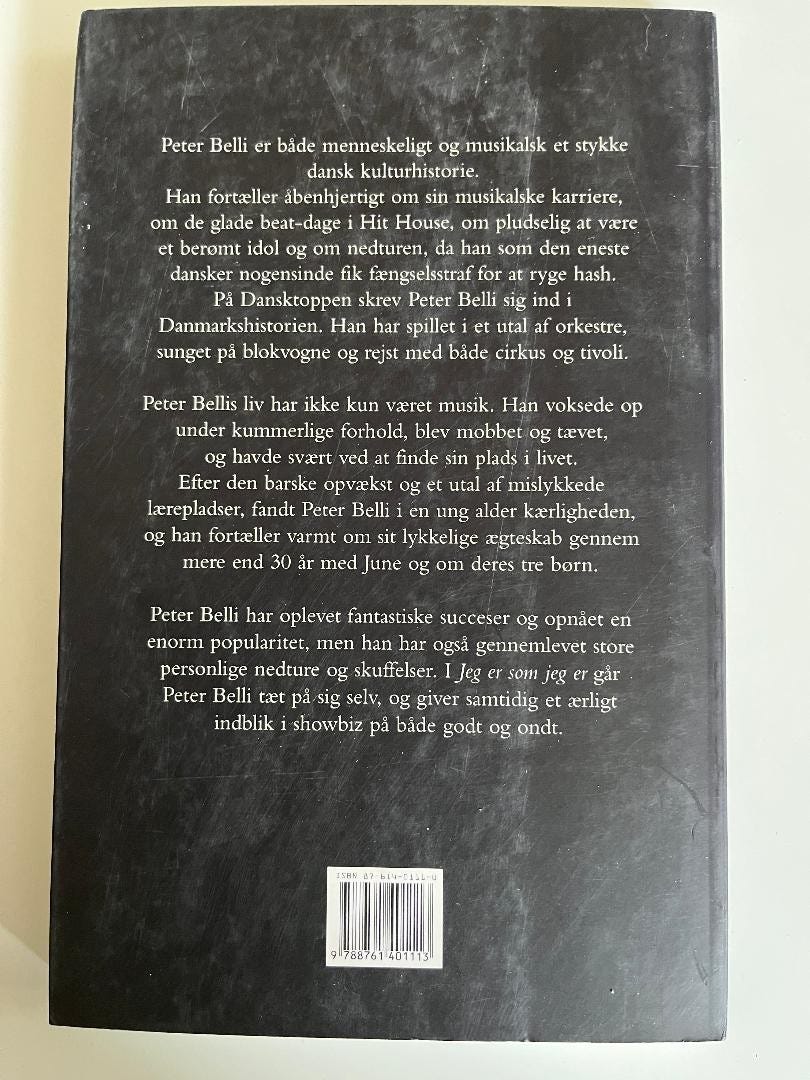 Peter Belli er både menneskeligt og musikalsk et stykke
dansk kulturhistorie.
Han fortæller åbenhjertigt om sin musikalske karriere,
om de glade beat-dage i Hit House, om pludselig at være
et berømt idol og om nedturen, da han som den eneste
dansker nogensinde fik fængselsstraf for at ryge hash.
På Dansktoppen skrev Peter Belli sig ind i
Danmarkshistorien. Han har spillet i et utal af orkestre,
sunget på blokvogne og rejst med både cirkus og tivoli.
Peter Bellis liv har ikke kun været musik. Han voksede op
under kummerlige forhold, blev mobbet og tævet,
og havde svært ved at finde sin plads i livet.
Efter den barske opvækst og et utal af mislykkede
lærepladser, fandt Peter Belli i en ung alder kærligheden,
og han fortæller varmt om sit lykkelige ægteskab gennem
mere end 30 år med June og om deres tre børn.
Peter Belli har oplevet fantastiske succeser og opnået en
enorm popularitet, men han har også gennemlevet store
personlige nedture og skuffelser. I Jeg er som jeg er går
Peter Belli tæt på sig selv, og giver samtidig et ærligt
indblik i showbiz på både godt og ondt.
ISBN
9 788761 401113